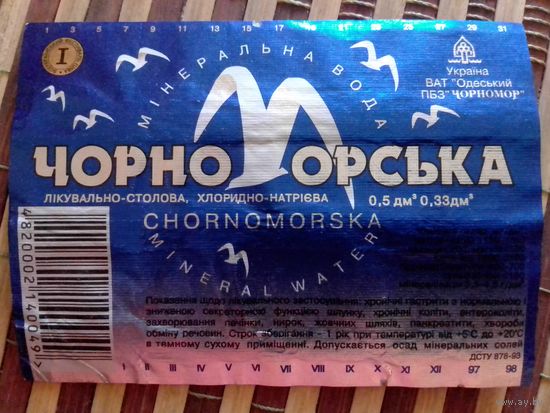 1 3 5 7 9 11 13 15 17 19 21 23 25 27 29 31
I
МІНЕРАЛЬНА ВОДА
Україна
ВАТ "Одеський
ПБЗ "ЧОРНОМОР"
ЧОРНОМОРСЬКА
ЛІКУВАЛЬНО-СТОЛОВА, ХЛОРИДНО-НАТРІЄВА
0,5 дм³ 0,33дм³
CHORNOMORSKA
MINERAL WATER
4820002110049
Показання щодо лікувального застосування: хронічні гастрити з нормальною і
зниженою секреторною функцією шлунку, хронічні коліти, ентероколіти,
захворювання печінки, нирок, жовчних шляхів, панкреатити, хвороби
обміну речовин. Строк зберігання – 1 рік при температурі від +5°С до +20°С
в темному сухому приміщенні. Допускається осад мінеральних солей
ДСТУ 878-93
I II III IV V VI VII VIII IX X XI XII 97 98
www.ay.by